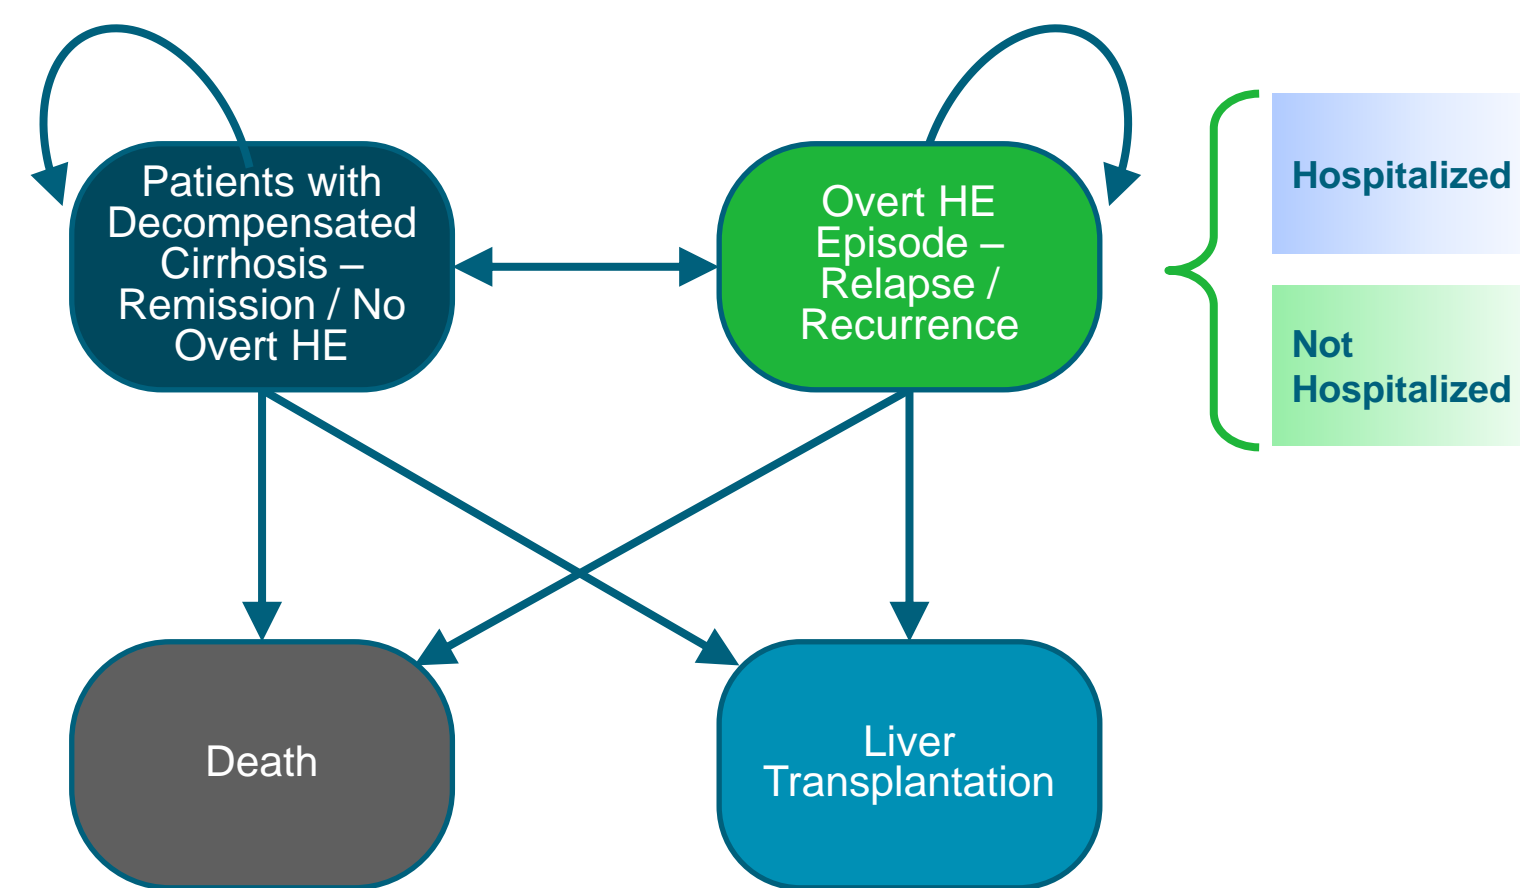 Patients with
Decompensated
Cirrhosis –
Remission / No
Overt HE
Overt HE
Episode –
Relapse /
Recurrence
Hospitalized
Not
Hospitalized
Death
Liver
Transplantation